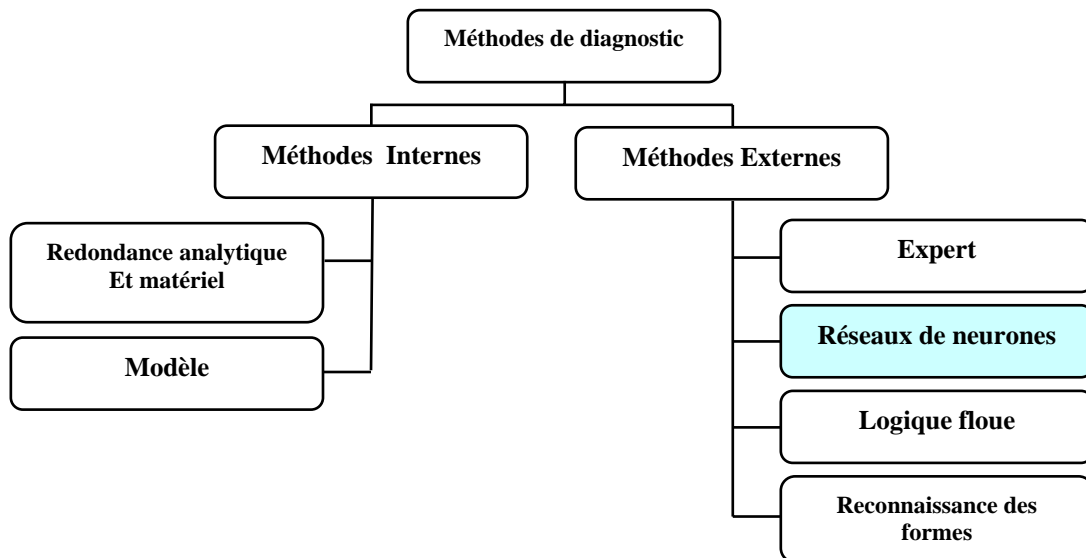 Méthodes de diagnostic
Méthodes Internes
Méthodes Externes
Redondance analytique
Et matériel
Modèle
Expert
Réseaux de neurones
Logique floue
Reconnaissance des
formes